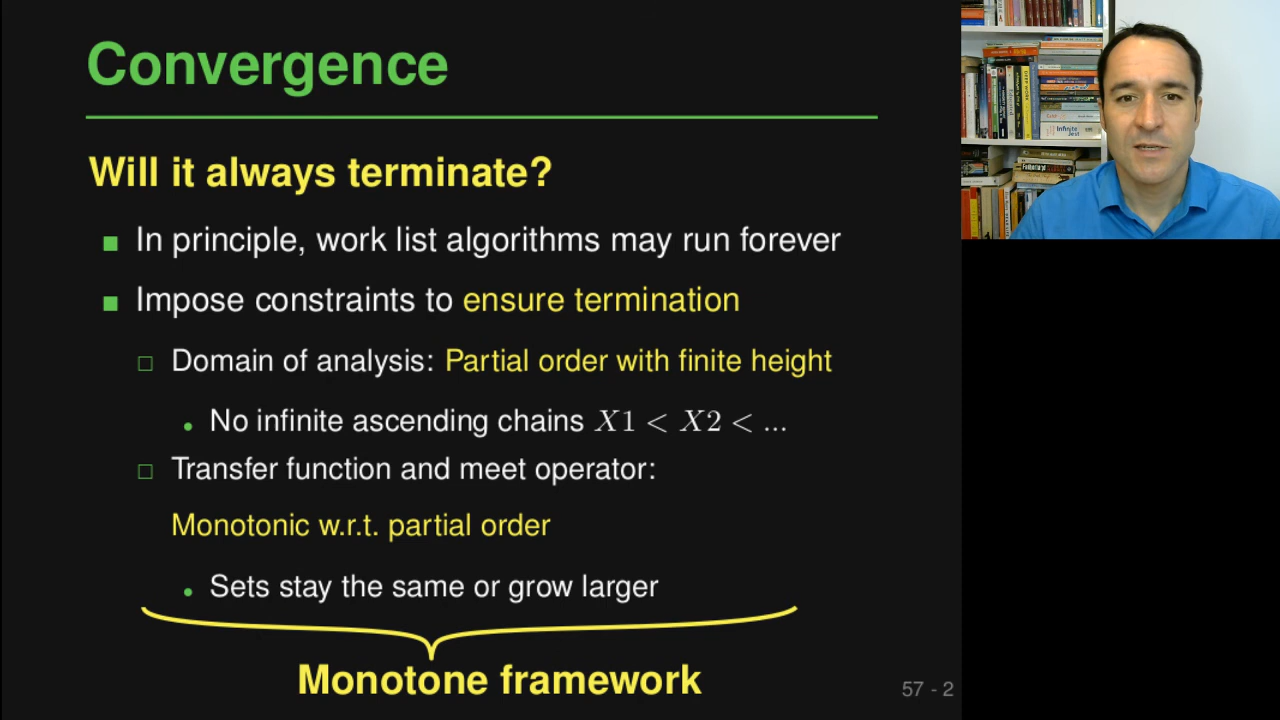 Convergence
Will it always terminate?
In principle, work list algorithms may run forever
Impose constraints to ensure termination
Domain of analysis: Partial order with finite height
No infinite ascending chains X1 < X2 < ...
Transfer function and meet operator:
Monotonic w.r.t. partial order
Sets stay the same or grow larger
Monotone framework
57 - 2
Infinite
Jest